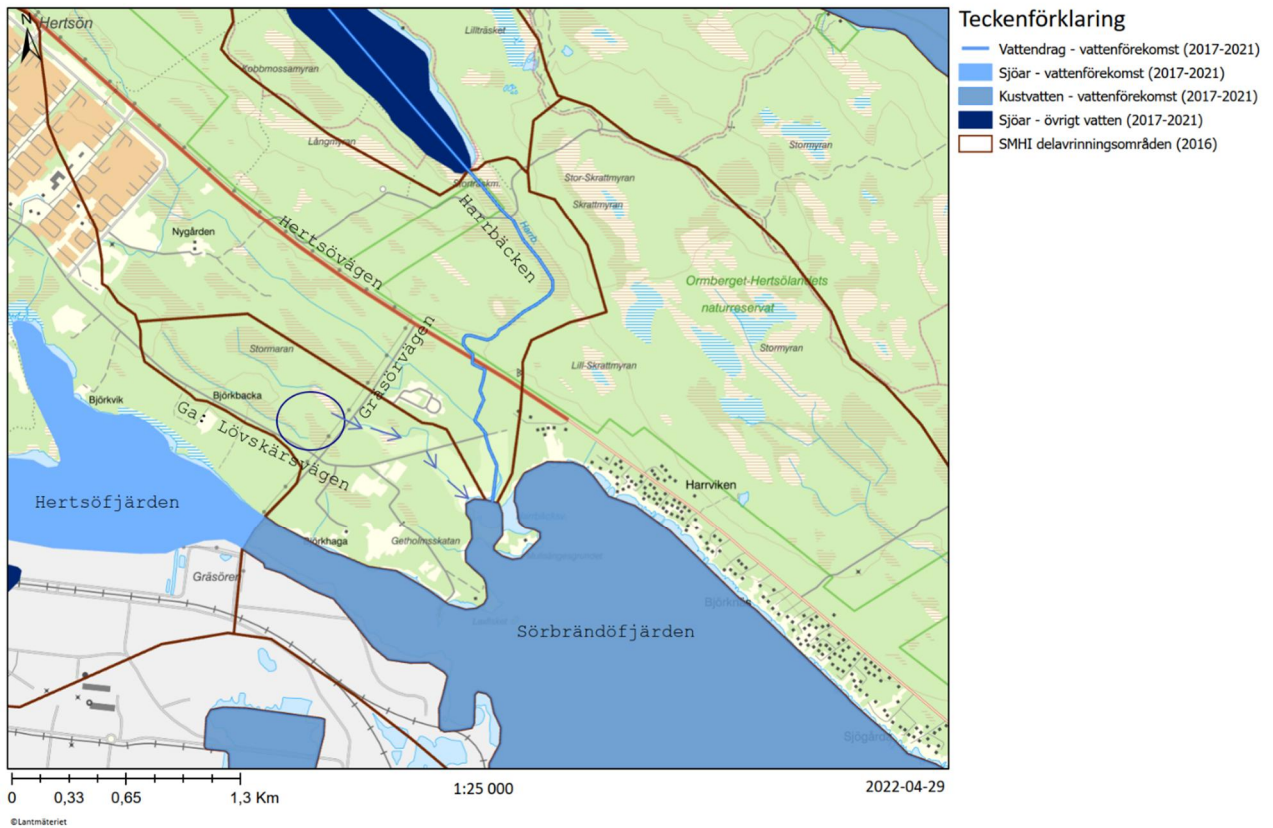 Teckenförklaring
Vattendrag - vattenförekomst (2017-2021)
Sjöar - vattenförekomst (2017-2021)
Kustvatten - vattenförekomst (2017-2021)
Sjöar - övrigt vatten (2017-2021)
SMHI delavrinningsområden (2016)
N
Hertsön
Lillträsket
Kobbmossamyran
Långmyran
Stormyran
Storträskm.
Stor-Skrattmyran
Skrattmyran
Harrbäcken
Harrb.
Nygården
Hertsövägen
Ormberget-Hertsölandets
naturreservat
Stormaran
Gräsörvägen
Stormyran
Lill-Skrattmyran
Björkvik
Björkbacka
Ga: Lövskärsvägen
Harrviken
Hertsöfjärden
Björkhaga
Getholmsskatan
Gräsören
Sörbrändöfjärden
0
0,33
0,65
1,3 Km
1:25 000
2022-04-29
©Lantmäteriet